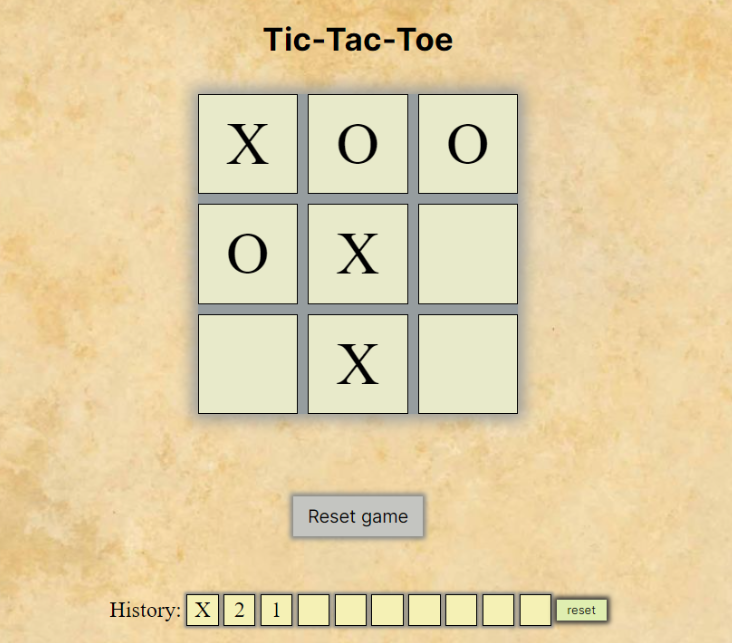 Tic-Tac-Toe
X O O
O X
X
Reset game
History: X 2 1 reset